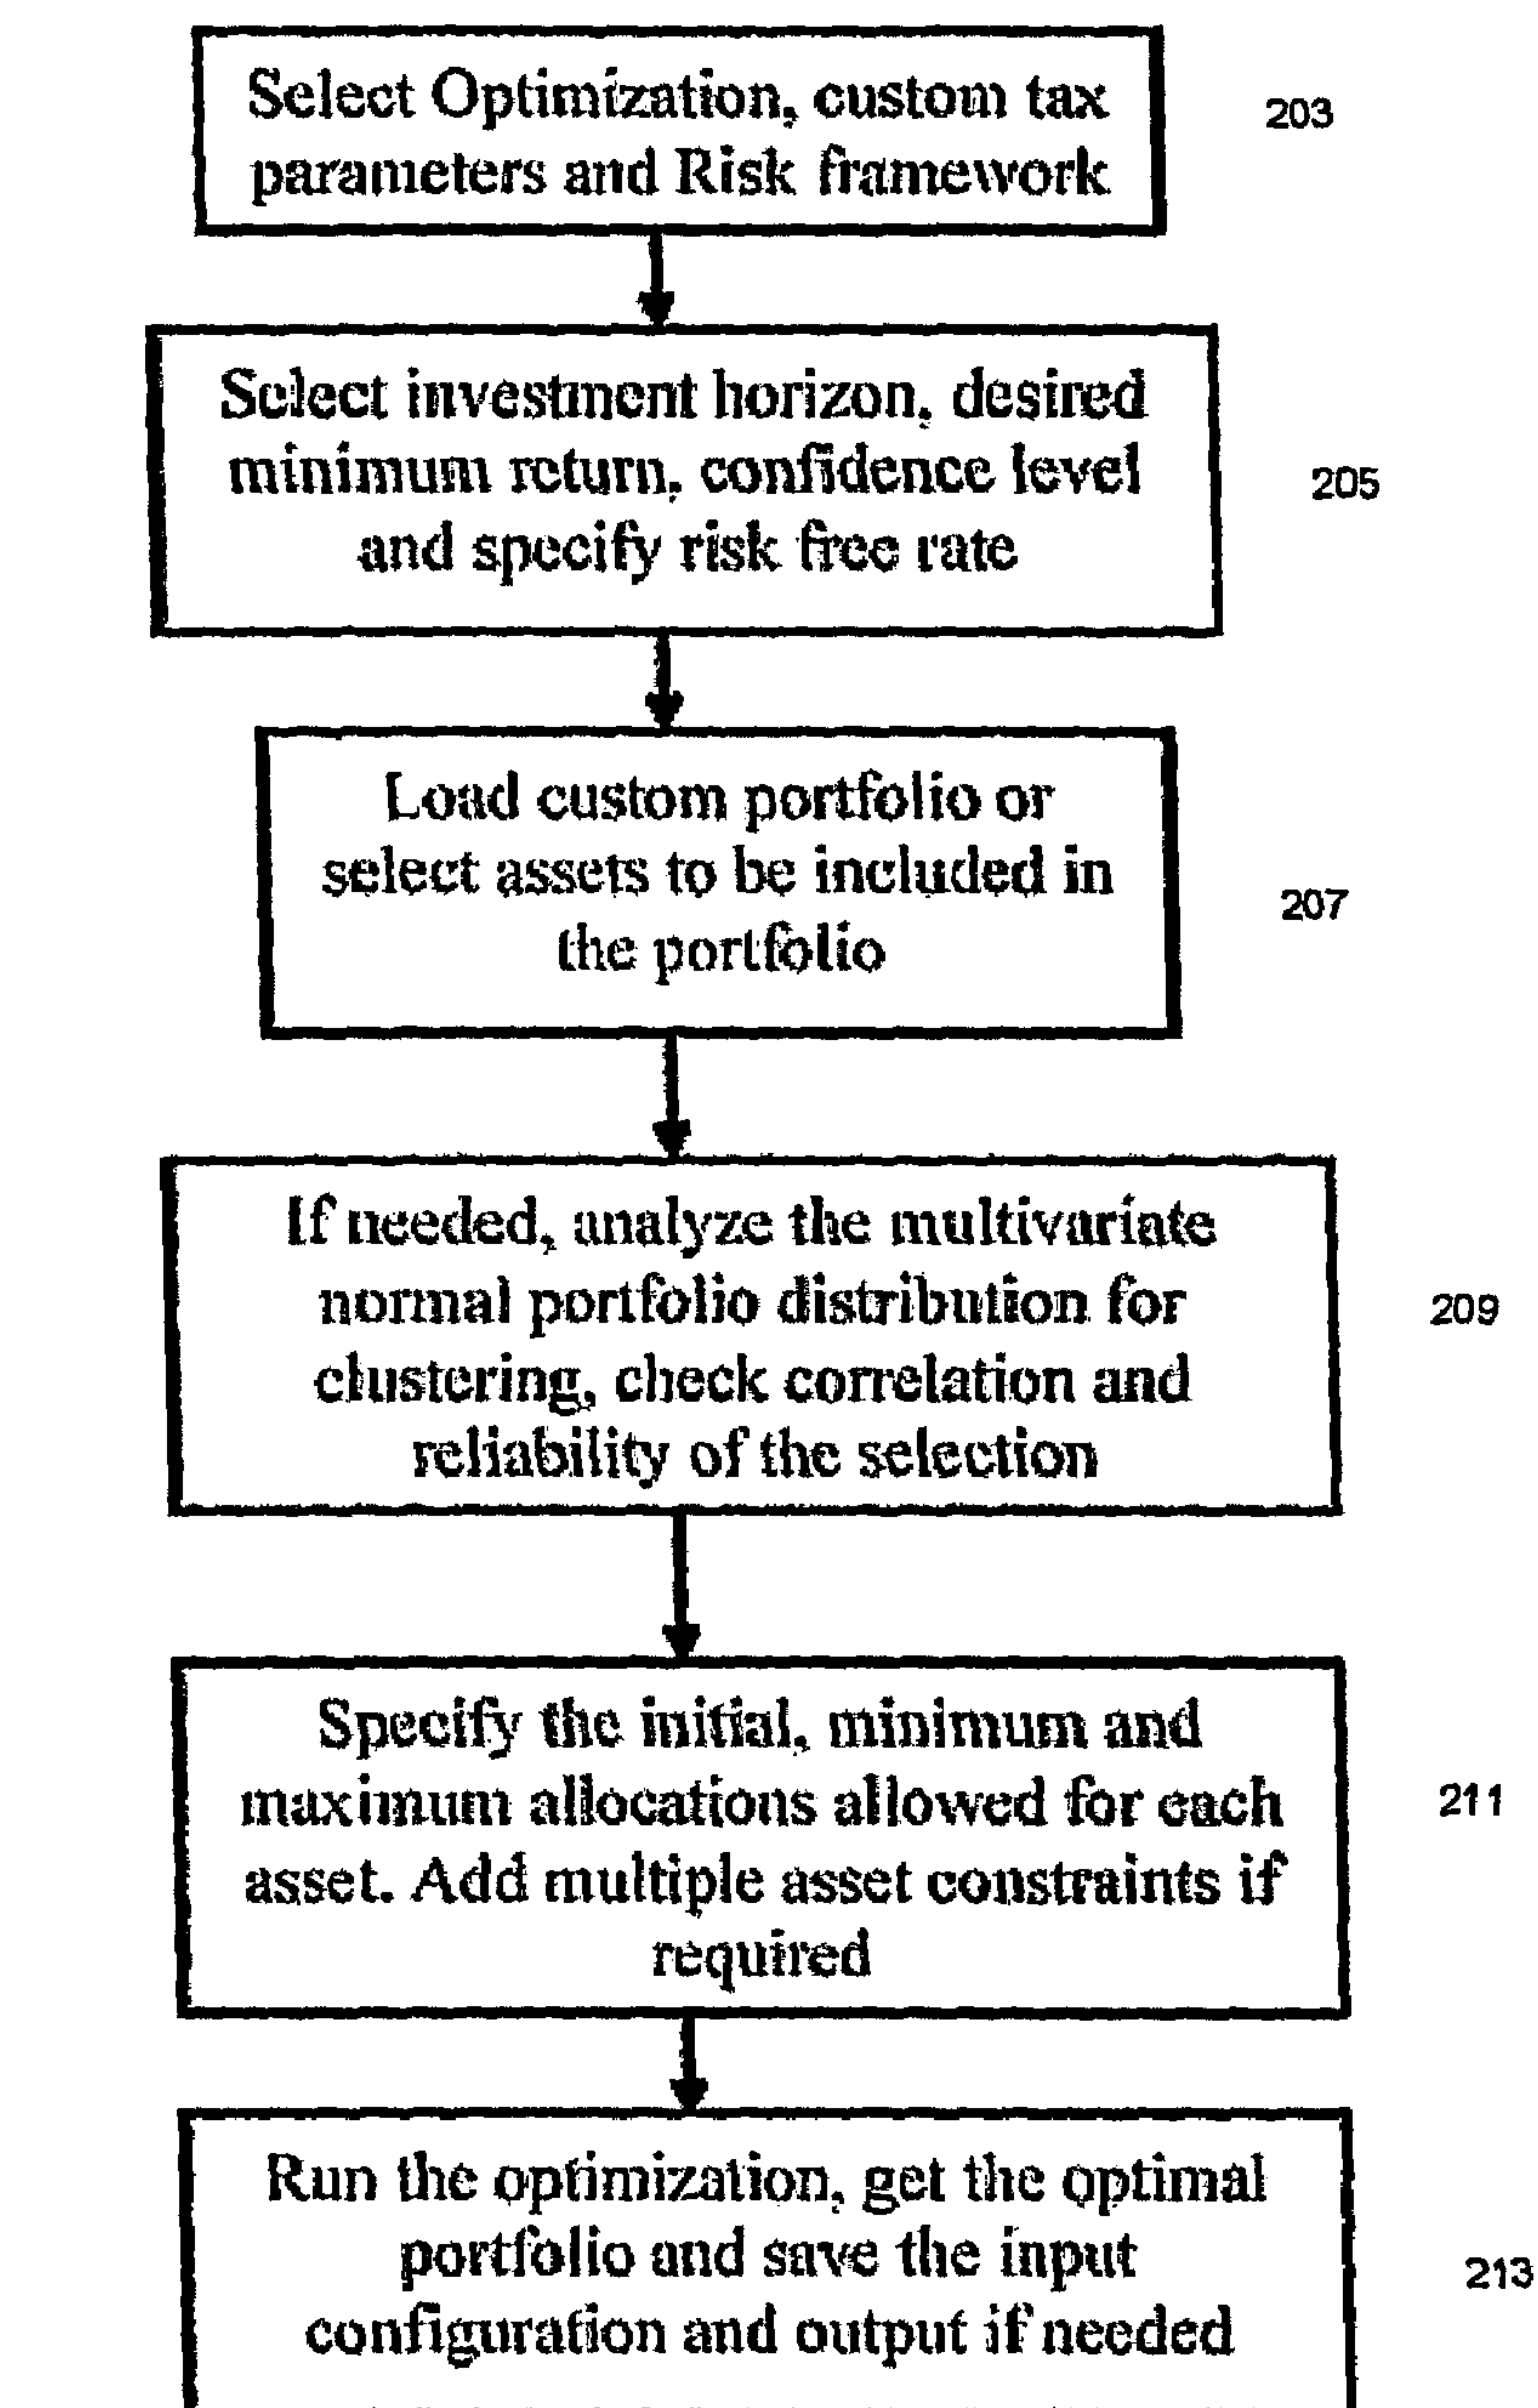 Select Optimization, custom tax
parameters and Risk framework
203
Select investment horizon, desired
minimum return, confidence level
and specify risk free rate
205
Load custom portfolio or
select assets to be included in
the portfolio
207
If needed, analyze the multivariate
normal portfolio distribution for
clustering, check correlation and
reliability of the selection
209
Specify the initial, minimum and
maximum allocations allowed for each
asset. Add multiple asset constraints if
required
211
Run the optimization, get the optimal
portfolio and save the input
configuration and output if needed
213